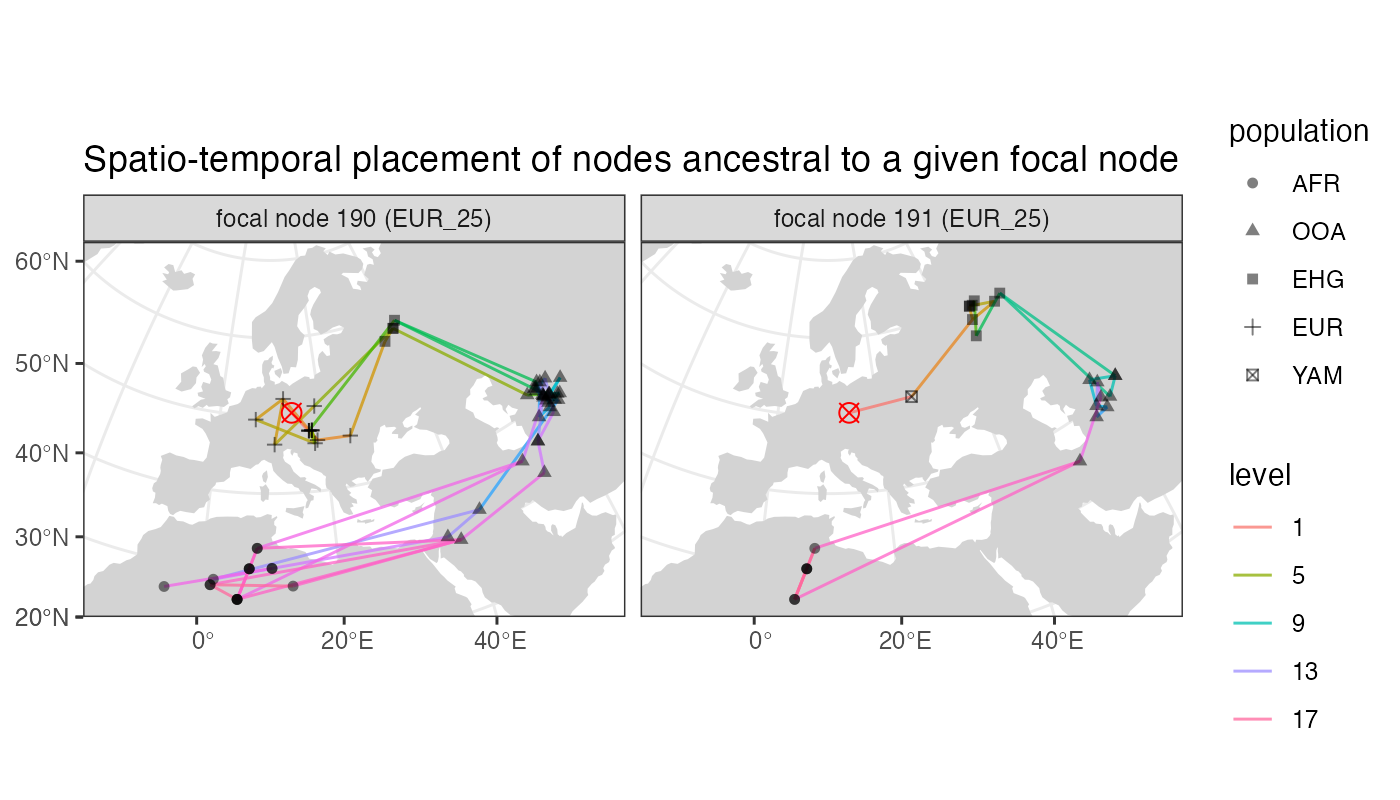 Spatio-temporal placement of nodes ancestral to a given focal node
focal node 190 (EUR_25)
focal node 191 (EUR_25)
60°N
50°N
40°N
30°N
20°N
0°
20°E
40°E
0°
20°E
40°E
population
AFR
OOA
EHG
EUR
YAM
level
1
5
9
13
17